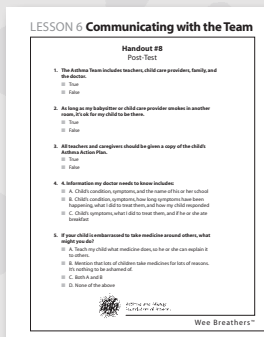 LESSON 6 Communicating with the Team
Handout #8
Post-Test
1. The Asthma Team includes teachers, child care providers, family, and
the doctor.
True
False
2. As long as my babysitter or child care provider smokes in another
room, it's ok for my child to be there.
True
False
3. All teachers and caregivers should be given a copy of the child's
Asthma Action Plan.
True
False
4. 4. Information my doctor needs to know includes:
A. Child's condition, symptoms, and the name of his or her school
B. Child's condition, symptoms, how long symptoms have been
happening, what I did to treat them, and how my child responded
C. Child's symptoms, what I did to treat them, and if he or she ate
breakfast
5. If your child is embarrassed to take medicine around others, what
might you do?
A. Teach my child what medicine does, so he or she can explain it
to others.
B. Mention that lots of children take medicines for lots of reasons.
It's nothing to be ashamed of.
C. Both A and B
D. None of the above
Asthma and Allergy
Foundation of America
Wee Breathers™